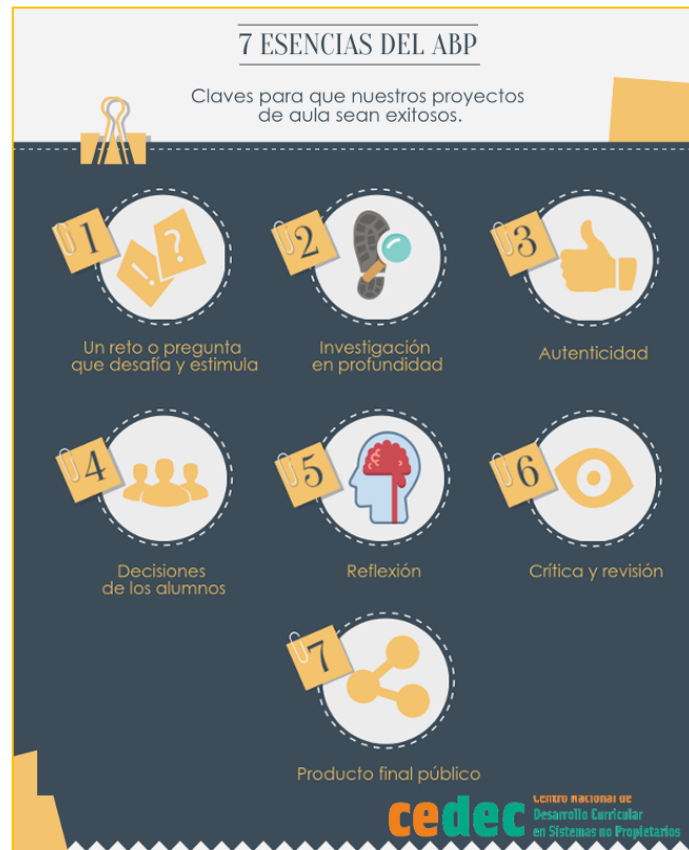 7 ESENCIAS DEL ABP
Claves para que nuestros proyectos
de aula sean exitosos.
1
Un reto o pregunta
que desafía y estimula
2
Investigación
en profundidad
3
Autenticidad
4
Decisiones
de los alumnos
5
Reflexión
6
Crítica y revisión
7
Producto final público
cedec
Centro Nacional de
Desarrollo Curricular
en Sistemas no Propietarios